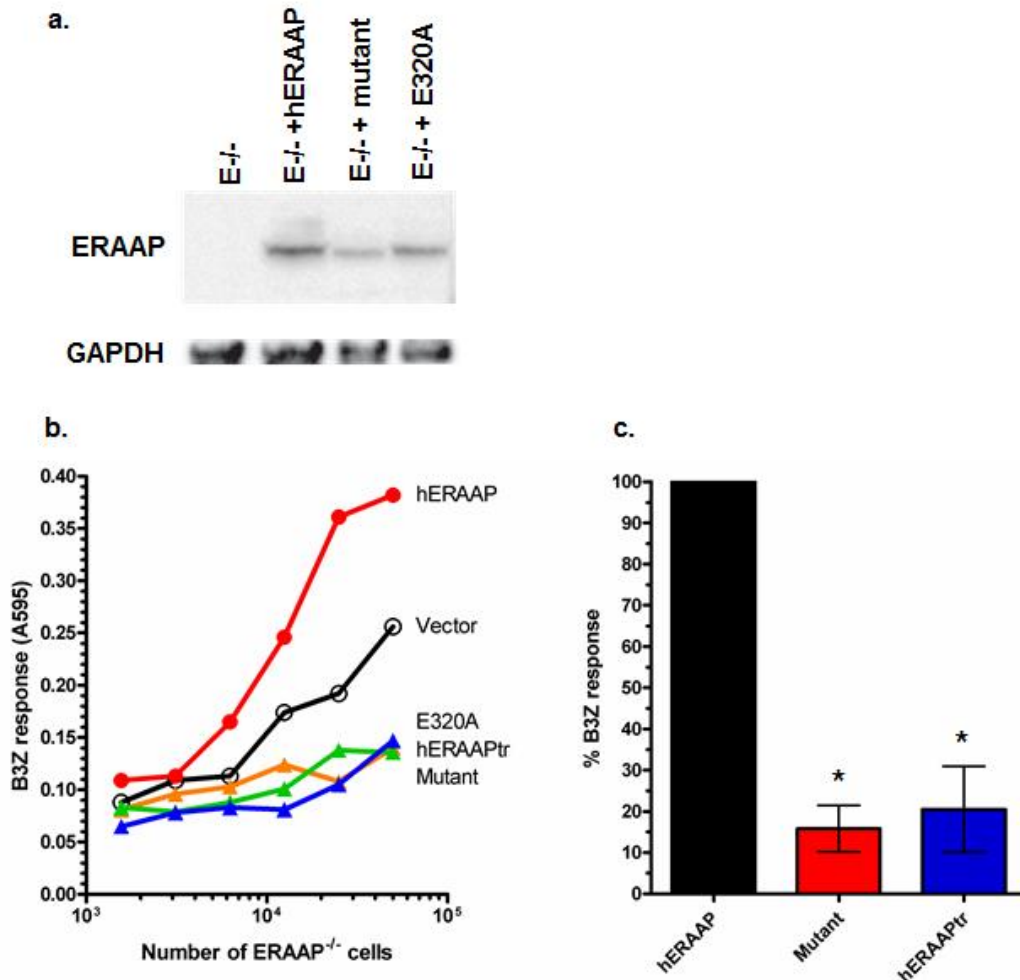 a.
E-/-
E-/- +hERAAP
E-/- + mutant
E-/- + E320A
ERAAP
GAPDH
b.
B3Z response (A595)
0.40
0.35
0.30
0.25
0.20
0.15
0.10
0.05
0.00
10³
10⁴
10⁵
Number of ERAAP⁻/⁻ cells
hERAAP
Vector
E320A
hERAAPtr
Mutant
c.
% B3Z response
100
90
80
70
60
50
40
30
20
10
0
*
*
hERAAP
Mutant
hERAAPtr